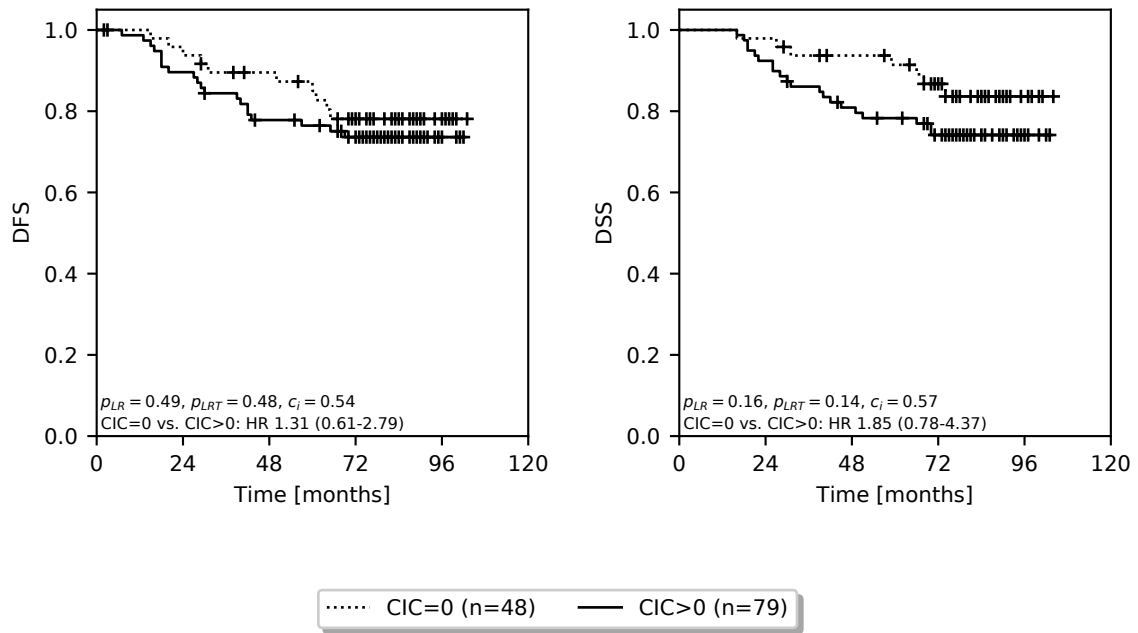 1.0
0.8
0.6
0.4
0.2
0.0
DFS
p_LR = 0.49, p_LRT = 0.48, c_i = 0.54
CIC=0 vs. CIC>0: HR 1.31 (0.61-2.79)
0 24 48 72 96 120
Time [months]
1.0
0.8
0.6
0.4
0.2
0.0
DSS
p_LR = 0.16, p_LRT = 0.14, c_i = 0.57
CIC=0 vs. CIC>0: HR 1.85 (0.78-4.37)
0 24 48 72 96 120
Time [months]
CIC=0 (n=48) CIC>0 (n=79)